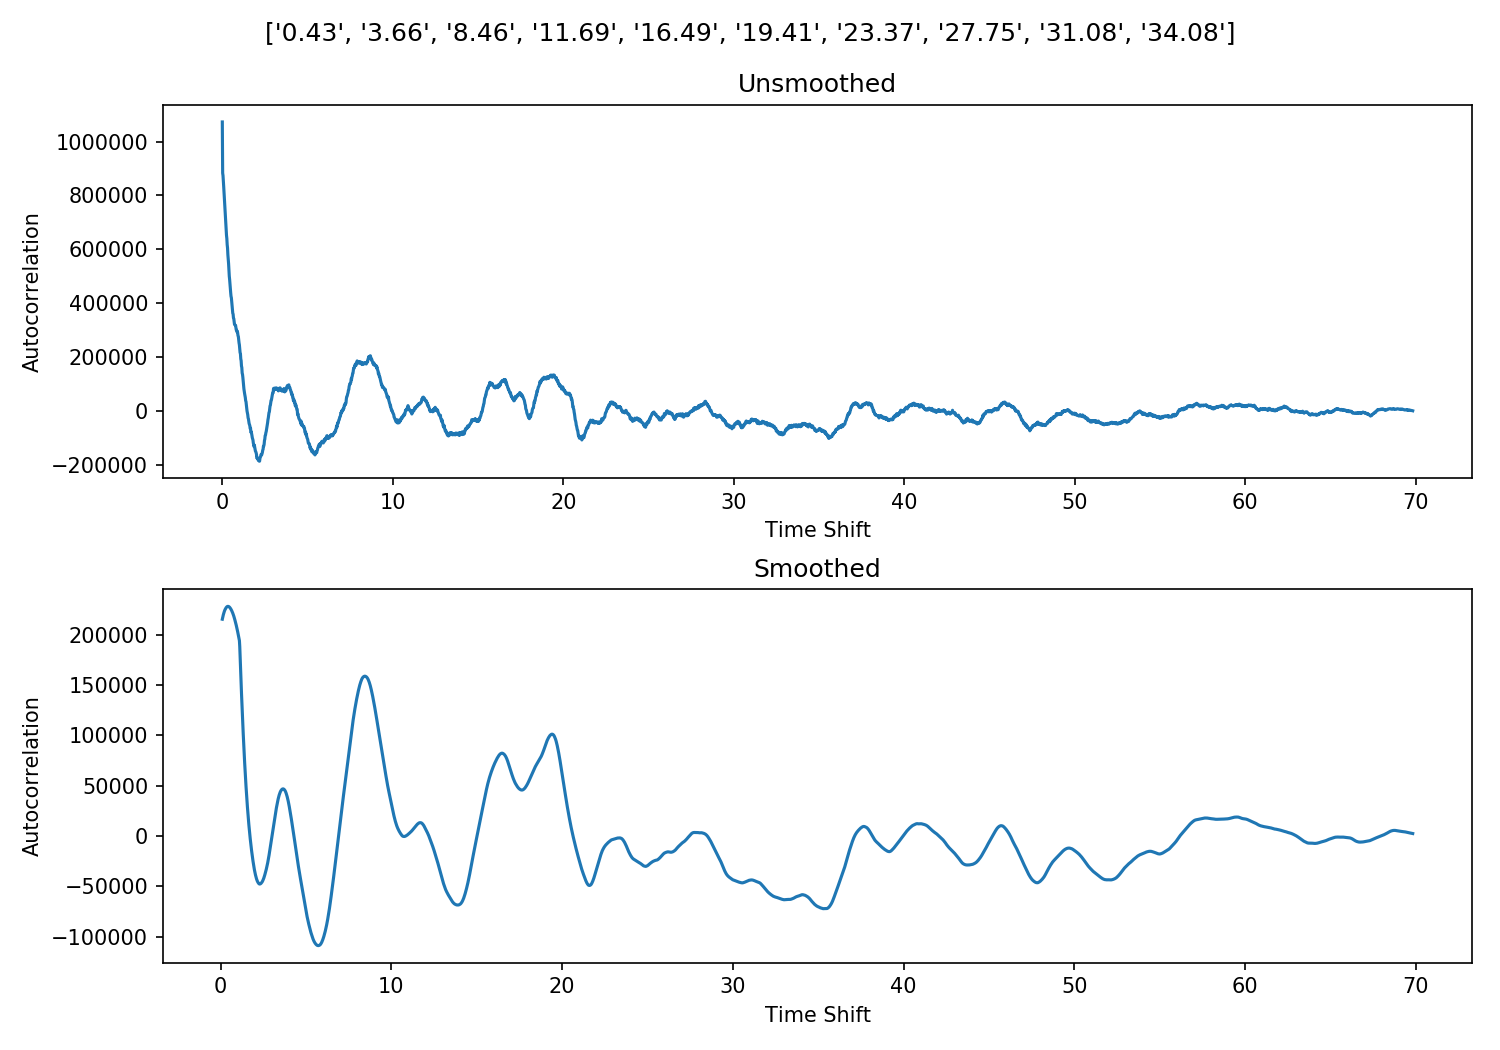 ['0.43', '3.66', '8.46', '11.69', '16.49', '19.41', '23.37', '27.75', '31.08', '34.08']
Unsmoothed
Autocorrelation
1000000
800000
600000
400000
200000
0
−200000
0 10 20 30 40 50 60 70
Time Shift
Smoothed
Autocorrelation
200000
150000
100000
50000
0
−50000
−100000
0 10 20 30 40 50 60 70
Time Shift